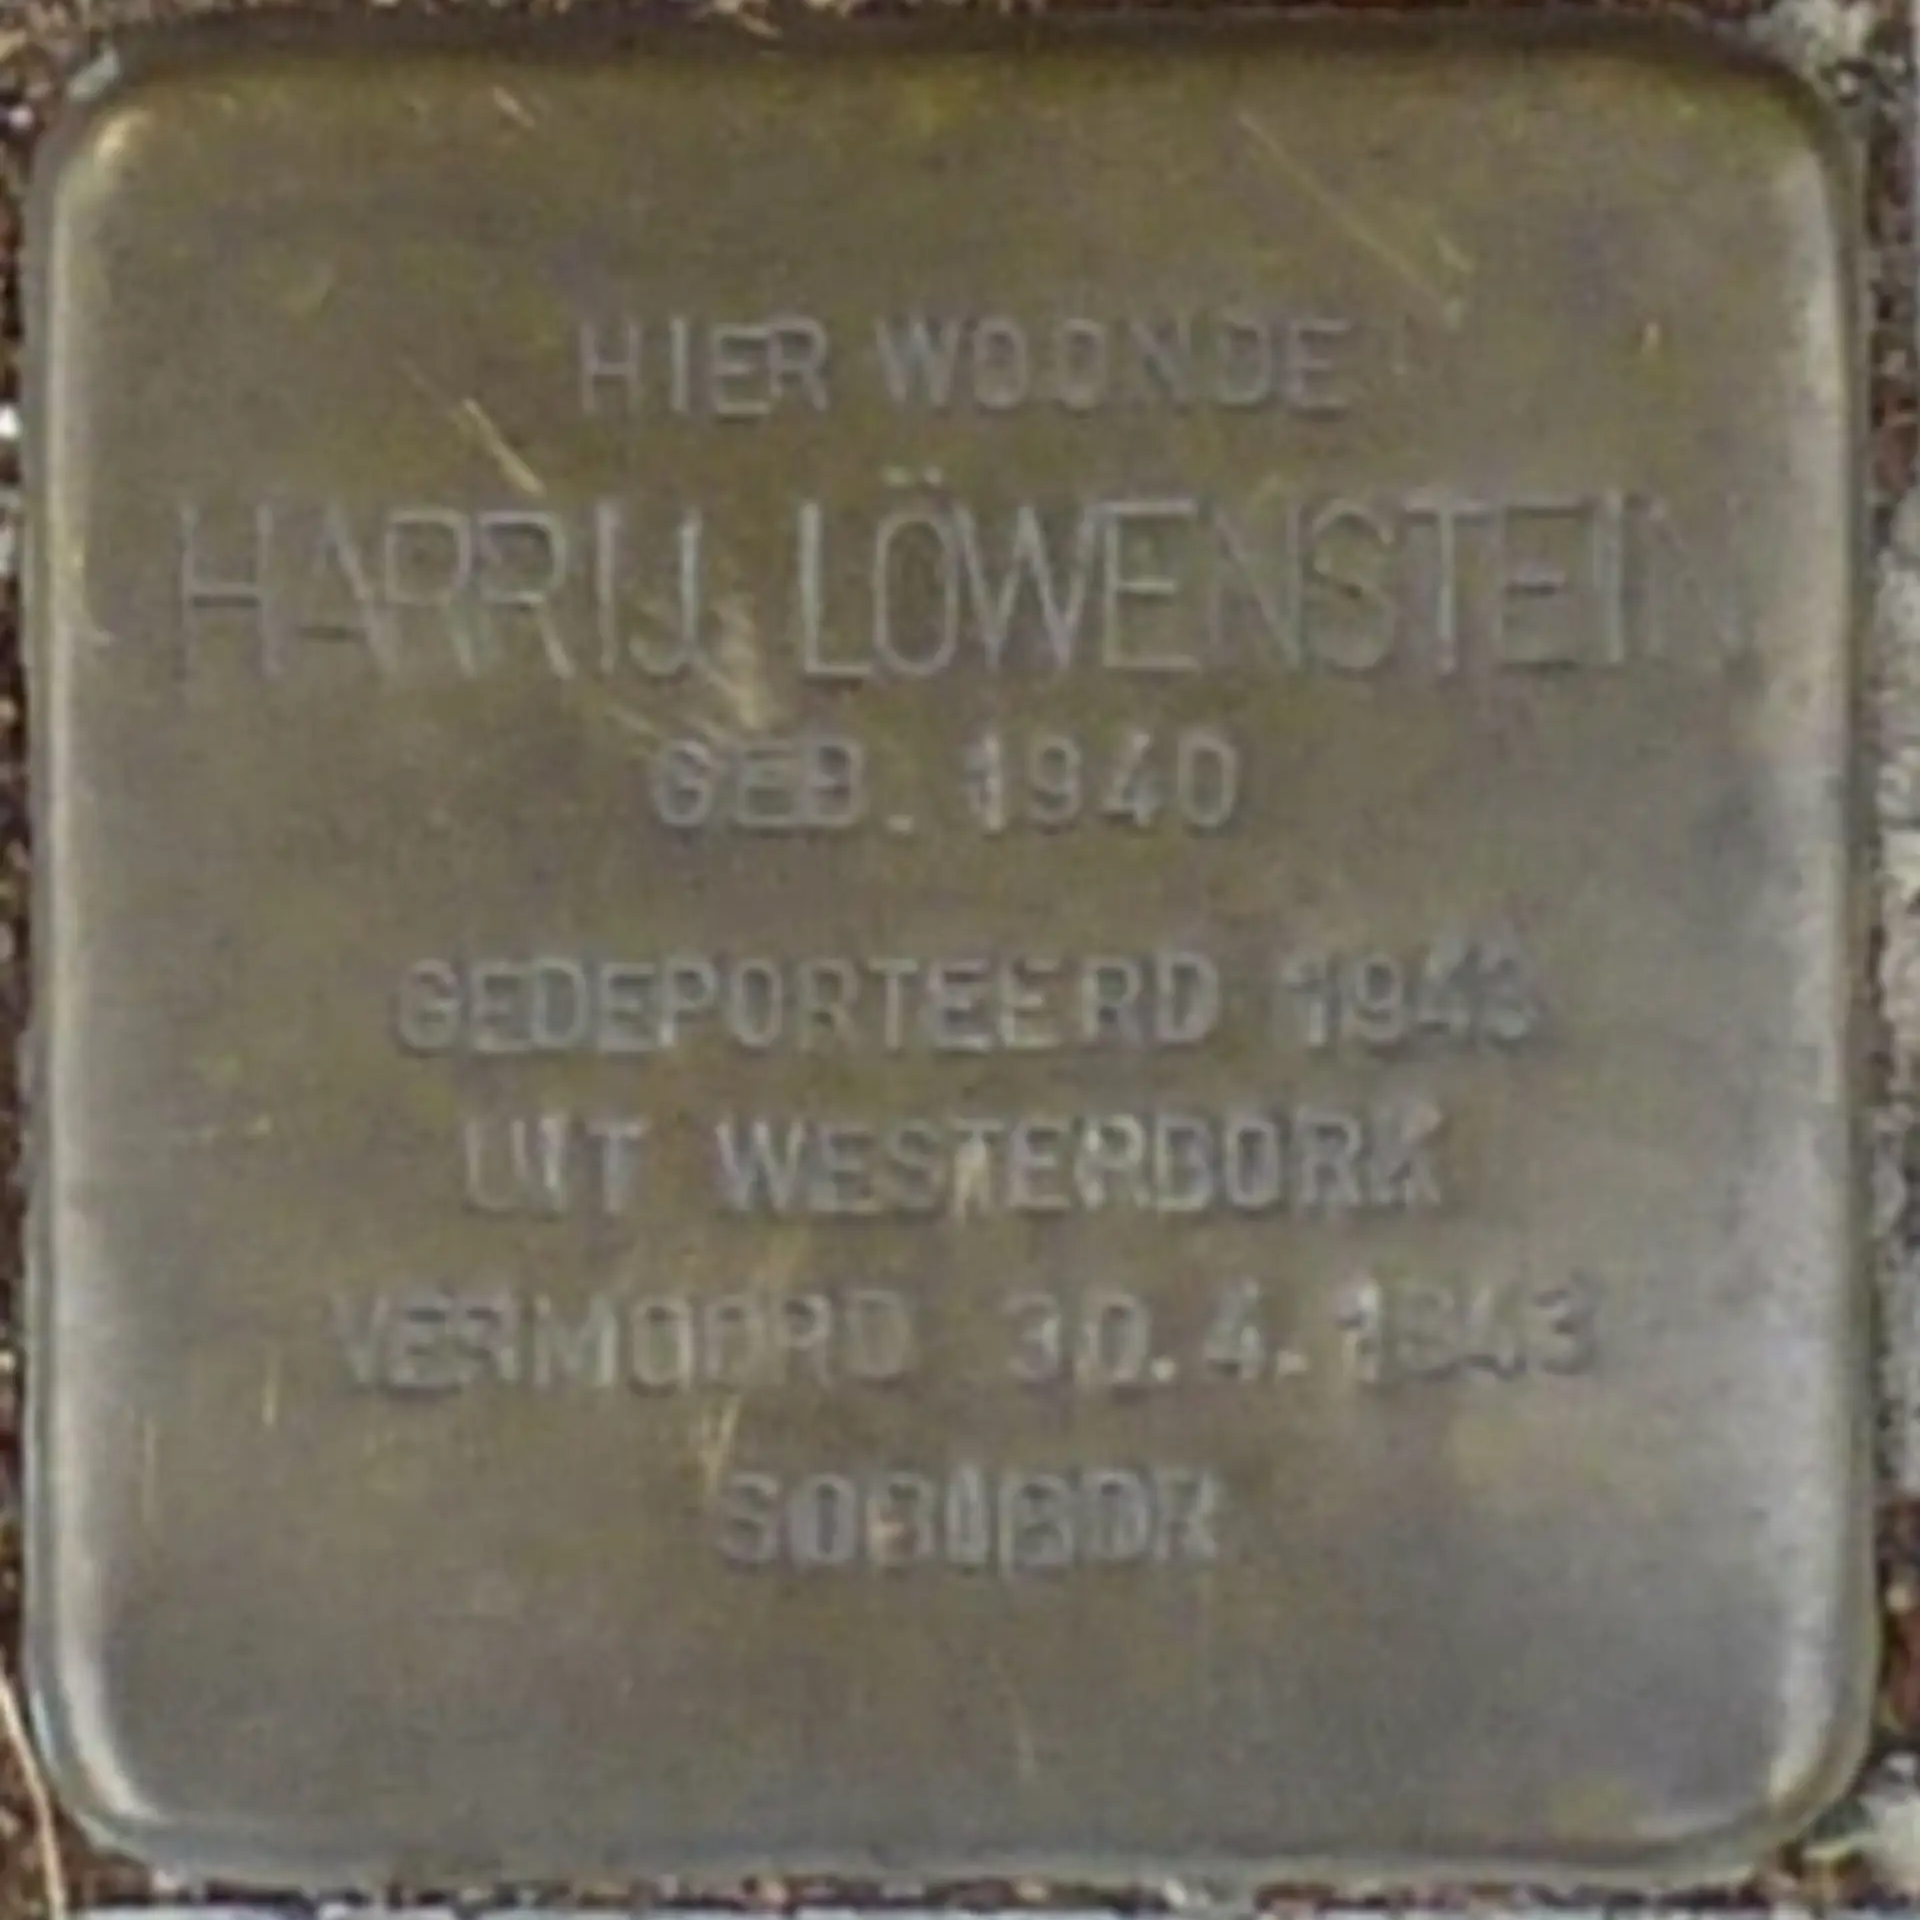 HIER WOONDE
HARRIJ LÖWENSTEIN
GEB. 1940
GEDEPORTEERD 1943
UIT WESTERBORK
VERMOORD 30.4.1943
SOBIBOR